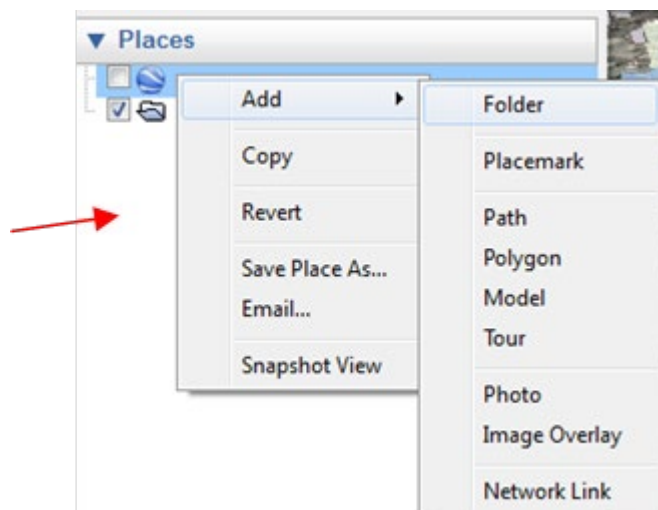 Places
Add
Copy
Revert
Save Place As...
Email...
Snapshot View
Folder
Placemark
Path
Polygon
Model
Tour
Photo
Image Overlay
Network Link